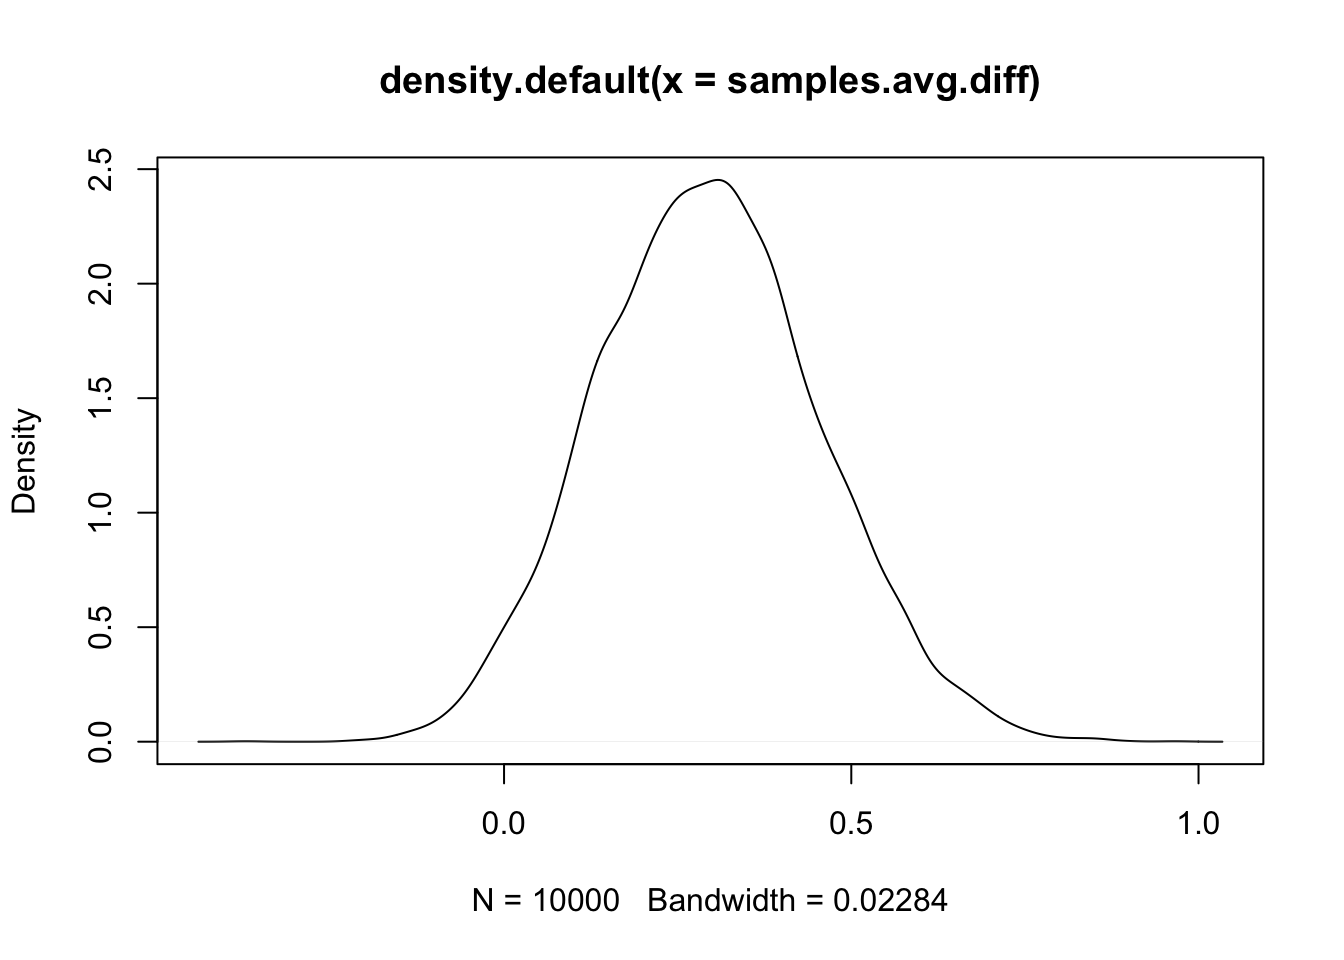 density.default(x = samples.avg.diff)
2.5
2.0
1.5
1.0
0.5
0.0
Density
0.0 0.5 1.0
N = 10000 Bandwidth = 0.02284